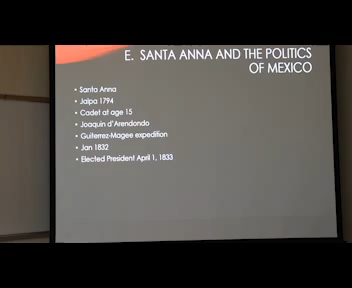 E. SANTA ANNA AND THE POLITICS
OF MEXICO
• Santa Anna
• Jalpa 1794
• Cadet at age 15
• Joaquin d'Arendondo
• Guiterrez-Magee expedition
• Jan 1832
• Elected President April 1, 1833